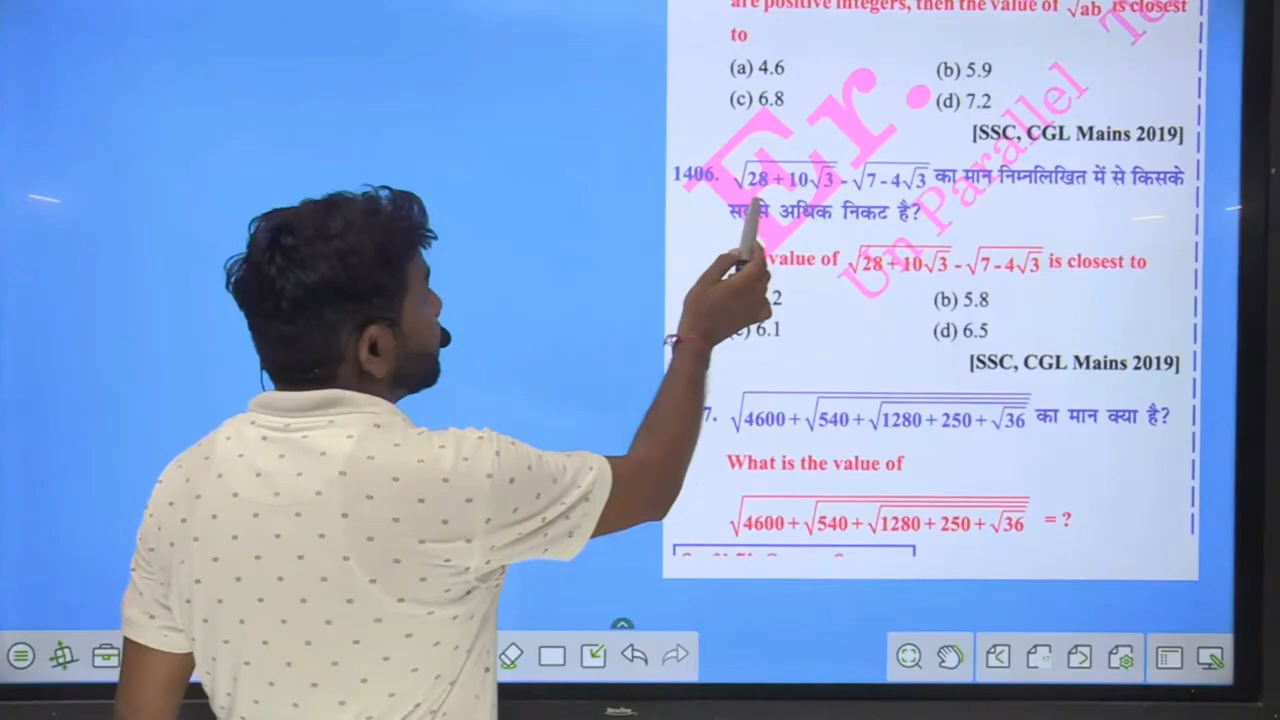 are positive integers, then the value of √ab is closest
to
(a) 4.6 (b) 5.9
(c) 6.8 (d) 7.2
[SSC, CGL Mains 2019]
1406. √(28+10√3) - √(7-4√3) का मान निम्नलिखित में से किसके
सबसे अधिक निकट है?
value of √(28+10√3) - √(7-4√3) is closest to
2 (b) 5.8
) 6.1 (d) 6.5
[SSC, CGL Mains 2019]
7. √(4600+√(540+√(1280+250+√36))) का मान क्या है?
What is the value of
√(4600+√(540+√(1280+250+√36))) = ?
Er.
Un Parallel